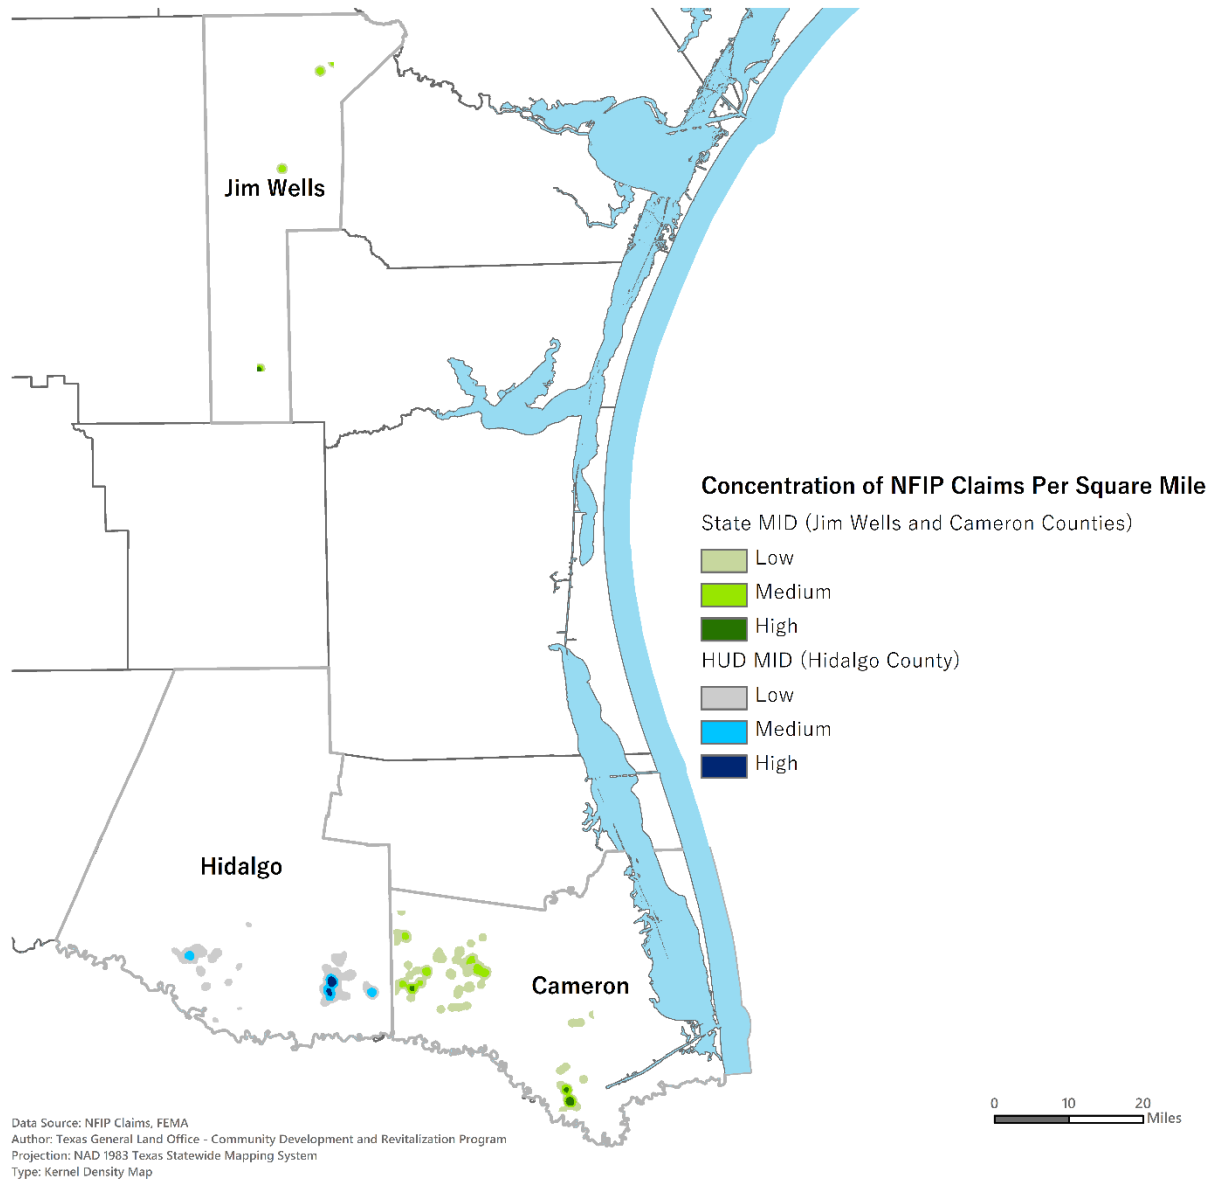 Jim Wells
Concentration of NFIP Claims Per Square Mile
State MID (Jim Wells and Cameron Counties)
Low
Medium
High
HUD MID (Hidalgo County)
Low
Medium
High
Hidalgo
Cameron
0 10 20
Miles
Data Source: NFIP Claims, FEMA
Author: Texas General Land Office - Community Development and Revitalization Program
Projection: NAD 1983 Texas Statewide Mapping System
Type: Kernel Density Map